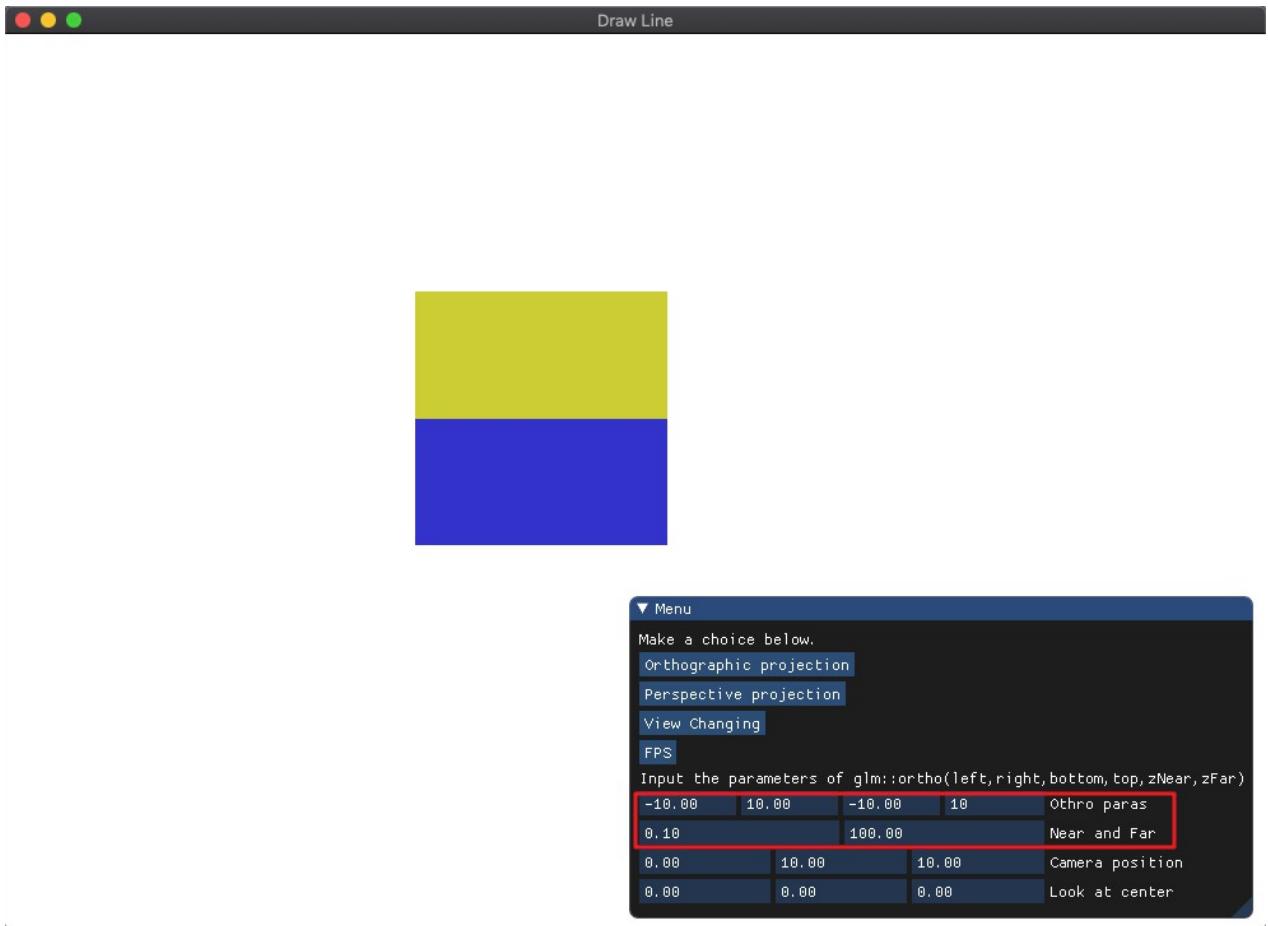 Draw Line
▼ Menu
Make a choice below.
Orthographic projection
Perspective projection
View Changing
FPS
Input the parameters of glm::ortho(left,right,bottom,top,zNear,zFar)
-10.00 10.00 -10.00 10 Othro paras
0.10 100.00 Near and Far
0.00 10.00 10.00 Camera position
0.00 0.00 0.00 Look at center